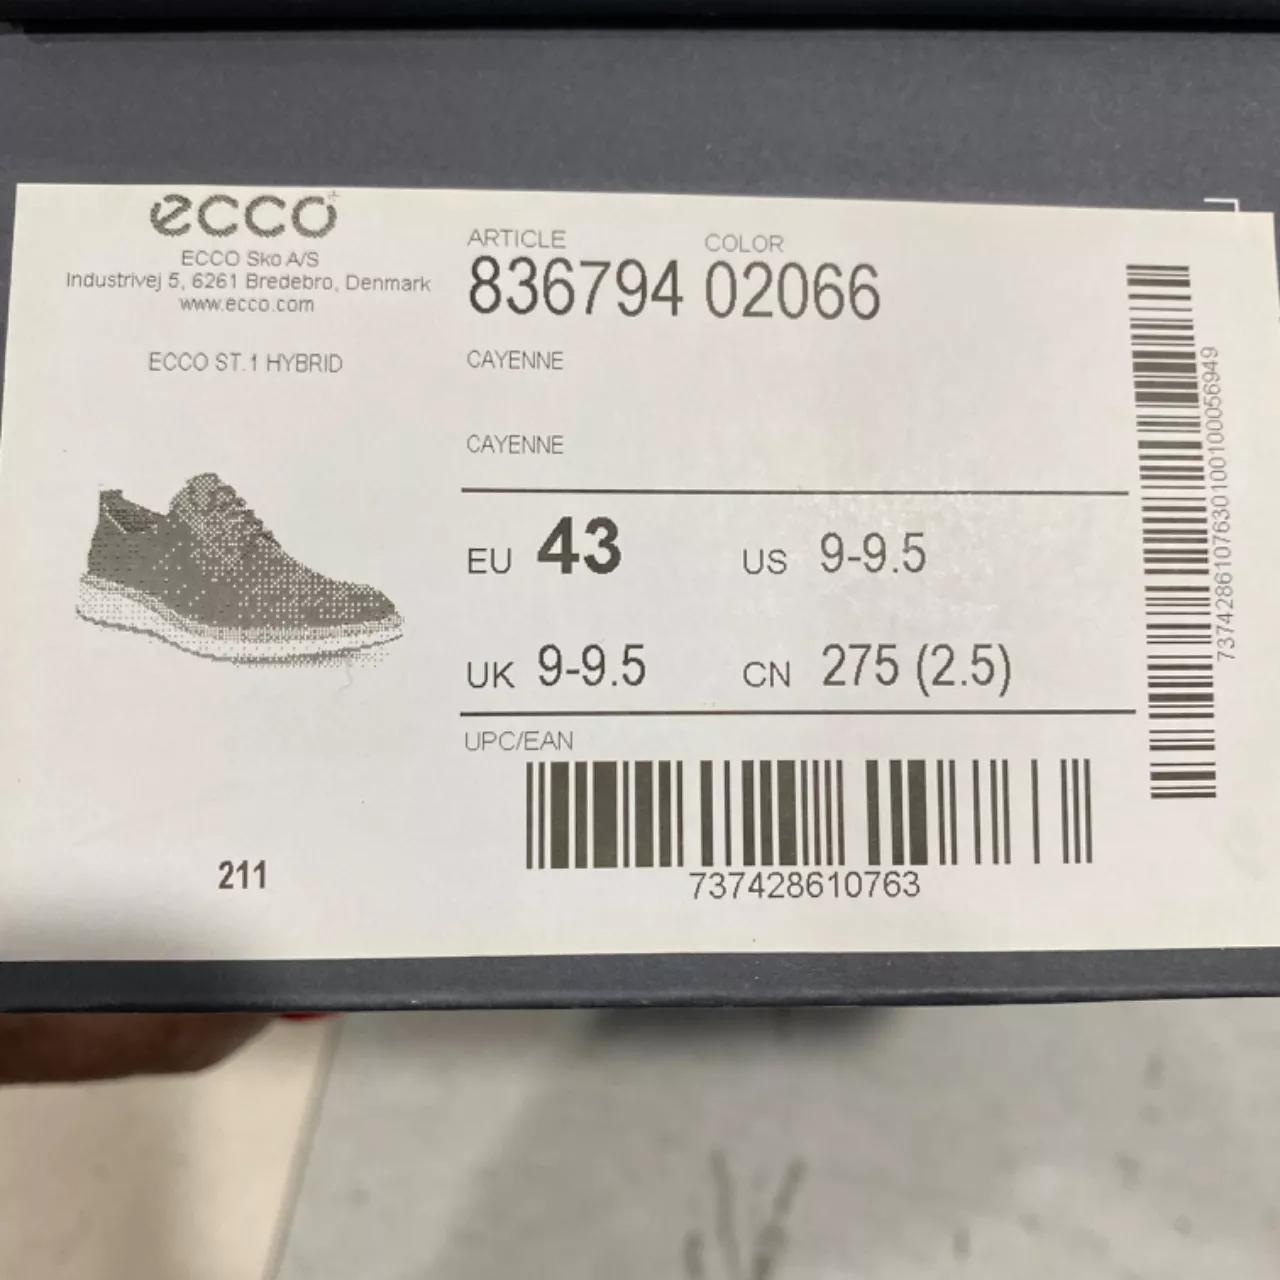 ecco
ECCO Sko A/S
Industrivej 5, 6261 Bredebro, Denmark
www.ecco.com
ECCO ST.1 HYBRID
211
ARTICLE COLOR
836794 02066
CAYENNE
CAYENNE
EU 43 US 9-9.5
UK 9-9.5 CN 275 (2.5)
UPC/EAN
737428610763
7374286107630100100056949